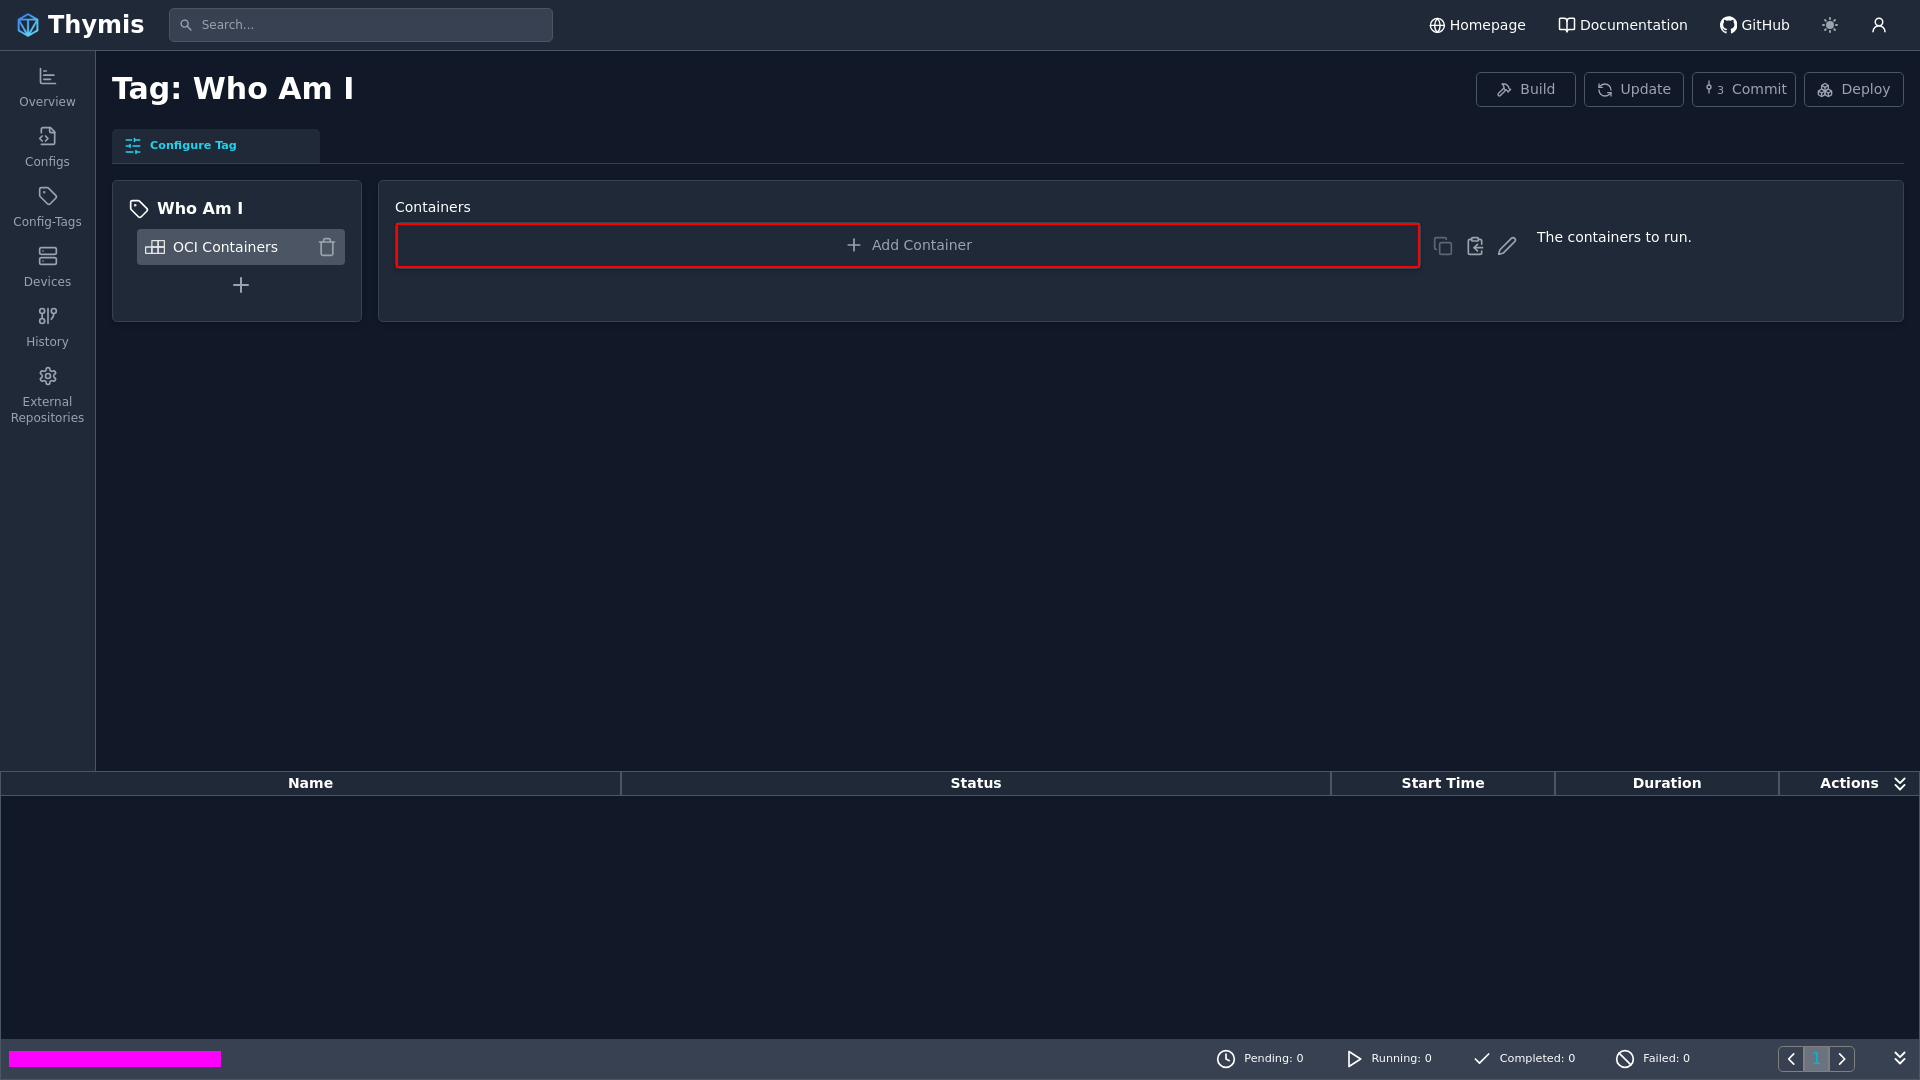 Thymis
Search...
Homepage
Documentation
GitHub
Overview
Configs
Config-Tags
Devices
History
External
Repositories
Tag: Who Am I
Build
Update
3 Commit
Deploy
Configure Tag
Who Am I
OCI Containers
Containers
Add Container
The containers to run.
Name Status Start Time Duration Actions
Pending: 0
Running: 0
Completed: 0
Failed: 0
1